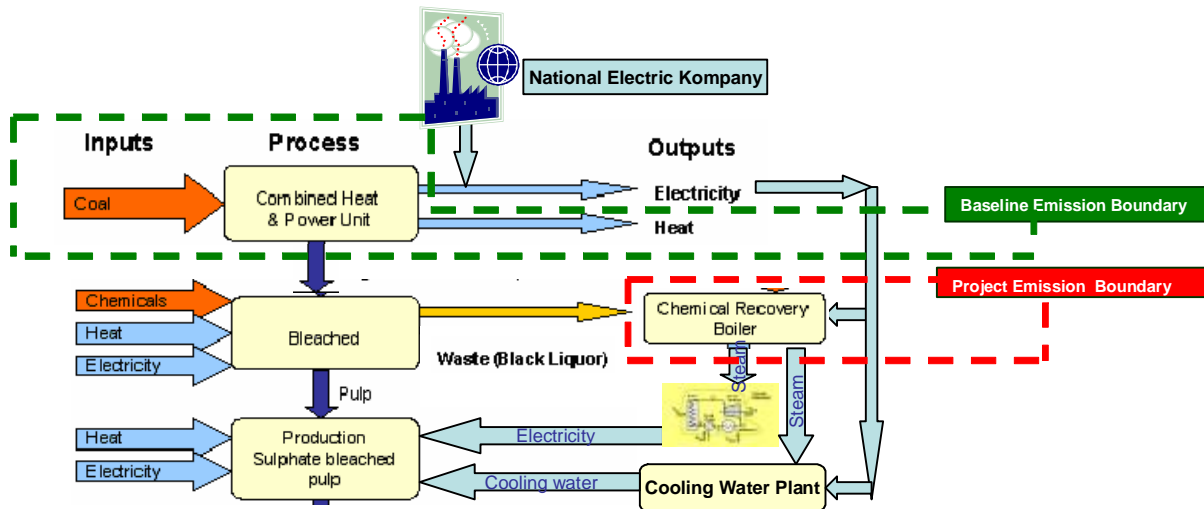 National Electric Kompany
Inputs
Process
Outputs
Coal
Combined Heat
& Power Unit
Electricity
Heat
Baseline Emission Boundary
Project Emission Boundary
Chemicals
Heat
Electricity
Bleached
Waste (Black Liquor)
Chemical Recovery
Boiler
Steam
Steam
Pulp
Heat
Electricity
Production
Sulphate bleached
pulp
Electricity
Cooling water
Cooling Water Plant